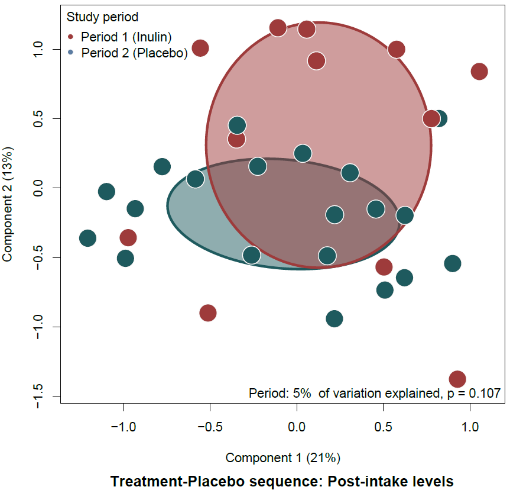 Study period
Period 1 (Inulin)
Period 2 (Placebo)
Component 2 (13%)
1.0
0.5
0.0
−0.5
−1.0
−1.5
Period: 5% of variation explained, p = 0.107
−1.0 −0.5 0.0 0.5 1.0
Component 1 (21%)
Treatment-Placebo sequence: Post-intake levels